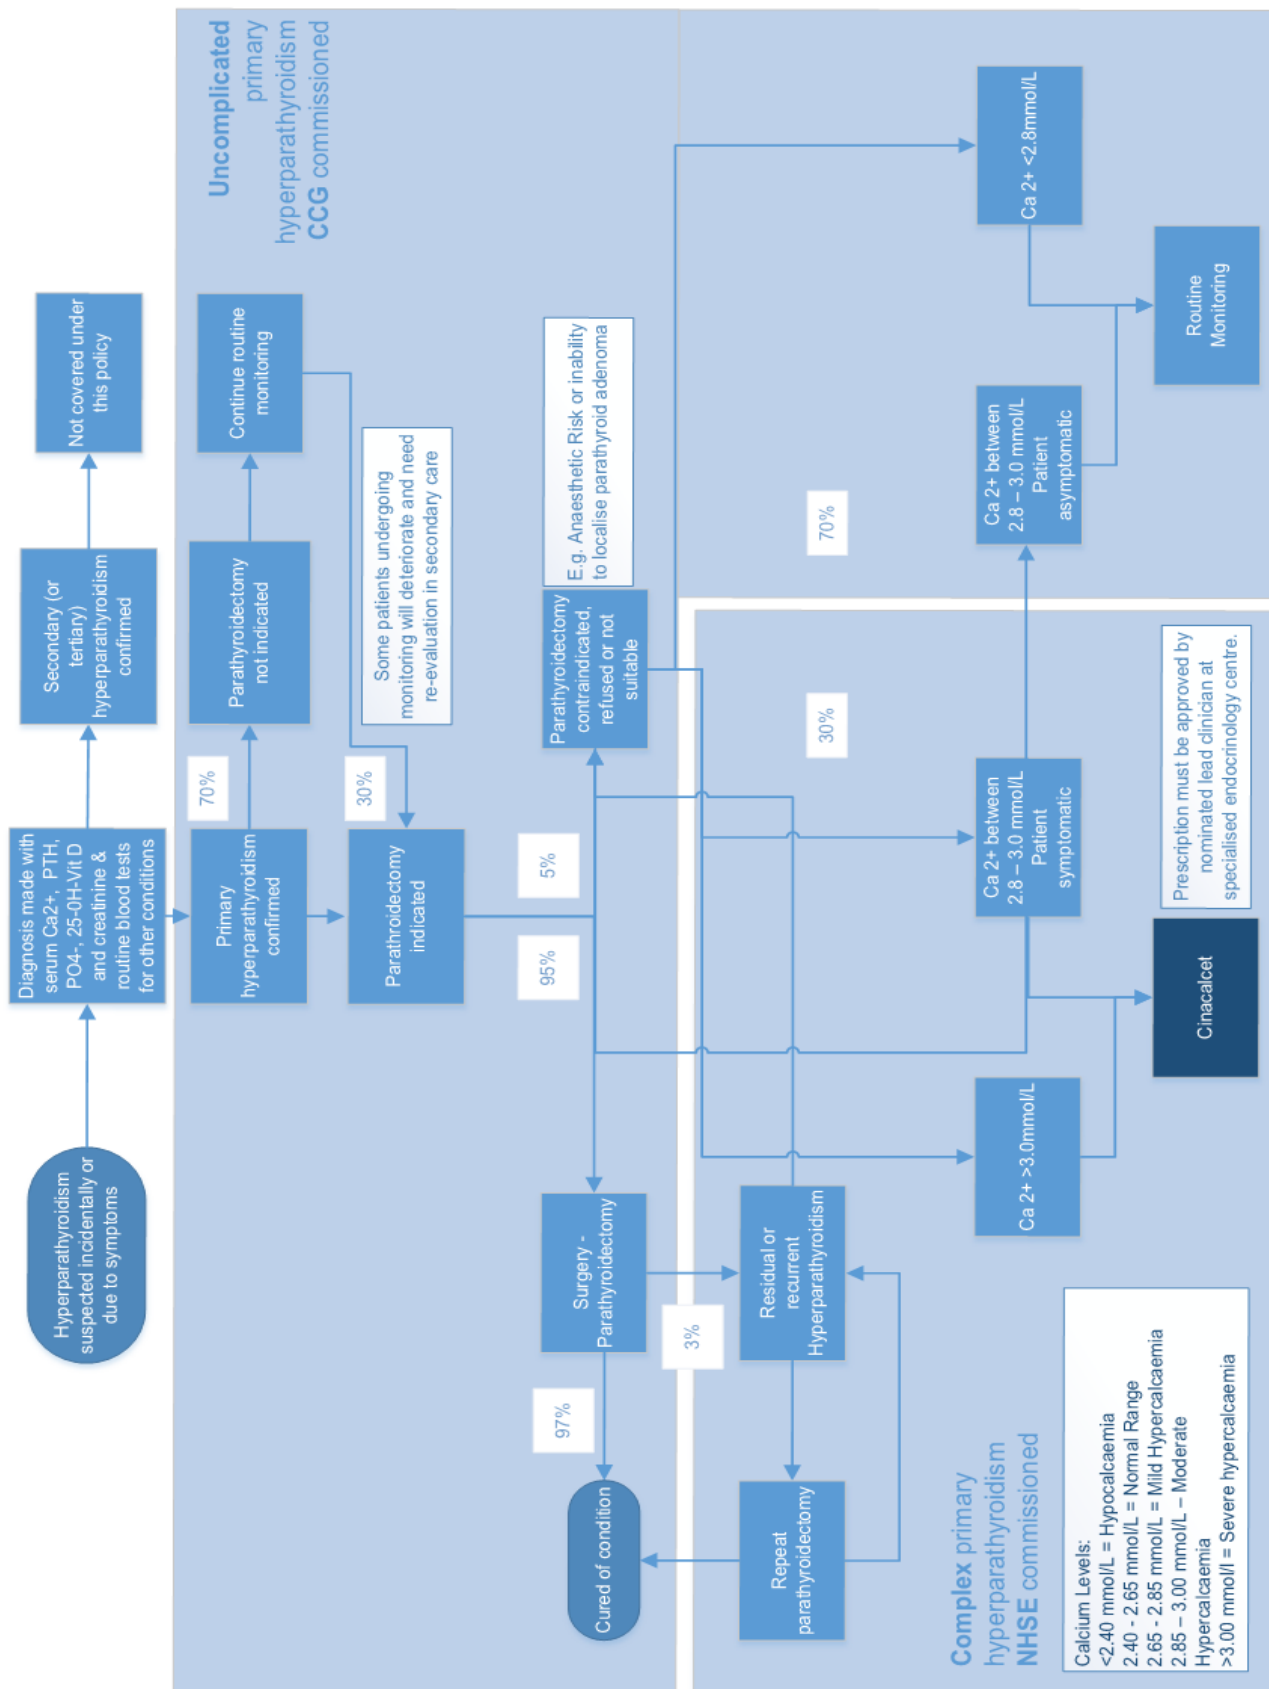 Hyperparathyroidism
suspected incidentally or
due to symptoms
Diagnosis made with
serum Ca2+, PTH,
PO4-, 25-0H-Vit D
and creatinine &
routine blood tests
for other conditions
Secondary (or
tertiary)
hyperparathyroidism
confirmed
Not covered under
this policy
Uncomplicated
primary
hyperparathyroidism
CCG commissioned
Primary
hyperparathyroidism
confirmed
70%
Parathyroidectomy
not indicated
Continue routine
monitoring
Parathroidectomy
indicated
30%
Some patients undergoing
monitoring will deteriorate and need
re-evaluation in secondary care
95%
5%
Surgery -
Parathyroidectomy
Parathyroidectomy
contraindicated,
refused or not
suitable
E.g. Anaesthetic Risk or inability
to localise parathyroid adenoma
97%
Cured of condition
3%
Repeat
parathyroidectomy
Residual or
recurrent
Hyperparathyroidism
30%
70%
Complex primary
hyperparathyroidism
NHSE commissioned
Ca 2+ >3.0mmol/L
Ca 2+ between
2.8 – 3.0 mmol/L
Patient
symptomatic
Ca 2+ between
2.8 – 3.0 mmol/L
Patient
asymptomatic
Ca 2+ <2.8mmol/L
Calcium Levels:
<2.40 mmol/L = Hypocalcaemia
2.40 - 2.65 mmol/L = Normal Range
2.65 - 2.85 mmol/L = Mild Hypercalcaemia
2.85 – 3.00 mmol/L – Moderate
Hypercalcaemia
>3.00 mmol/l = Severe hypercalcaemia
Cinacalcet
Prescription must be approved by
nominated lead clinician at
specialised endocrinology centre.
Routine
Monitoring